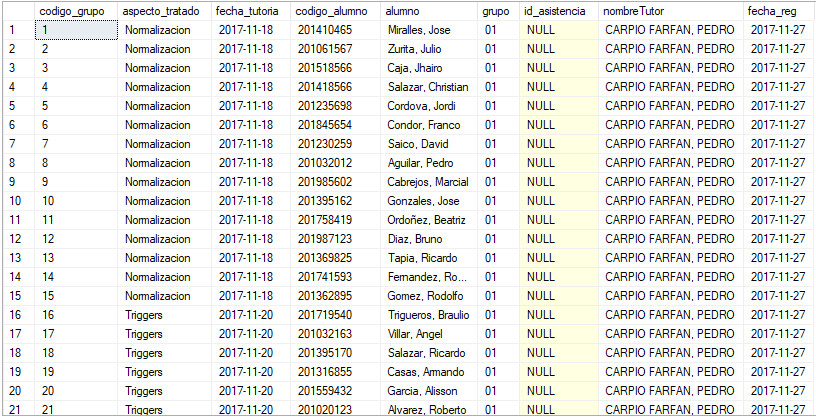 codigo_grupo aspecto_tratado fecha_tutoria codigo_alumno alumno grupo id_asistencia nombreTutor fecha_reg
1 1 Normalizacion 2017-11-18 201410465 Miralles, Jose 01 NULL CARPIO FARFAN, PEDRO 2017-11-27
2 2 Normalizacion 2017-11-18 201061567 Zurita, Julio 01 NULL CARPIO FARFAN, PEDRO 2017-11-27
3 3 Normalizacion 2017-11-18 201518566 Caja, Jhairo 01 NULL CARPIO FARFAN, PEDRO 2017-11-27
4 4 Normalizacion 2017-11-18 201418566 Salazar, Christian 01 NULL CARPIO FARFAN, PEDRO 2017-11-27
5 5 Normalizacion 2017-11-18 201235698 Cordova, Jordi 01 NULL CARPIO FARFAN, PEDRO 2017-11-27
6 6 Normalizacion 2017-11-18 201845654 Condor, Franco 01 NULL CARPIO FARFAN, PEDRO 2017-11-27
7 7 Normalizacion 2017-11-18 201230259 Saico, David 01 NULL CARPIO FARFAN, PEDRO 2017-11-27
8 8 Normalizacion 2017-11-18 201032012 Aguilar, Pedro 01 NULL CARPIO FARFAN, PEDRO 2017-11-27
9 9 Normalizacion 2017-11-18 201985602 Cabrejos, Marcial 01 NULL CARPIO FARFAN, PEDRO 2017-11-27
10 10 Normalizacion 2017-11-18 201395162 Gonzales, Jose 01 NULL CARPIO FARFAN, PEDRO 2017-11-27
11 11 Normalizacion 2017-11-18 201758419 Ordoñez, Beatriz 01 NULL CARPIO FARFAN, PEDRO 2017-11-27
12 12 Normalizacion 2017-11-18 201987123 Diaz, Bruno 01 NULL CARPIO FARFAN, PEDRO 2017-11-27
13 13 Normalizacion 2017-11-18 201369825 Tapia, Ricardo 01 NULL CARPIO FARFAN, PEDRO 2017-11-27
14 14 Normalizacion 2017-11-18 201741593 Fernandez, Ro... 01 NULL CARPIO FARFAN, PEDRO 2017-11-27
15 15 Normalizacion 2017-11-18 201362895 Gomez, Rodolfo 01 NULL CARPIO FARFAN, PEDRO 2017-11-27
16 16 Triggers 2017-11-20 201719540 Trigueros, Braulio 01 NULL CARPIO FARFAN, PEDRO 2017-11-27
17 17 Triggers 2017-11-20 201032163 Villar, Angel 01 NULL CARPIO FARFAN, PEDRO 2017-11-27
18 18 Triggers 2017-11-20 201395170 Salazar, Ricardo 01 NULL CARPIO FARFAN, PEDRO 2017-11-27
19 19 Triggers 2017-11-20 201316855 Casas, Armando 01 NULL CARPIO FARFAN, PEDRO 2017-11-27
20 20 Triggers 2017-11-20 201559432 Garcia, Alisson 01 NULL CARPIO FARFAN, PEDRO 2017-11-27
21 21 Triggers 2017-11-20 201020123 Alvarez, Roberto 01 NULL CARPIO FARFAN, PEDRO 2017-11-27